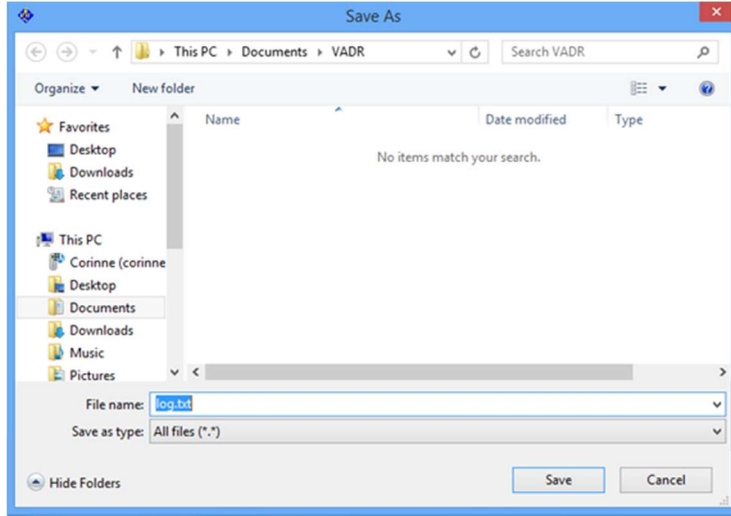 Save As
This PC Documents VADR Search VADR
Organize New folder
Name Date modified Type
No items match your search.
Favorites
Desktop
Downloads
Recent places
This PC
Corinne (corinne
Desktop
Documents
Downloads
Music
Pictures
File name: log.txt
Save as type: All files (*.*)
Hide Folders Save Cancel